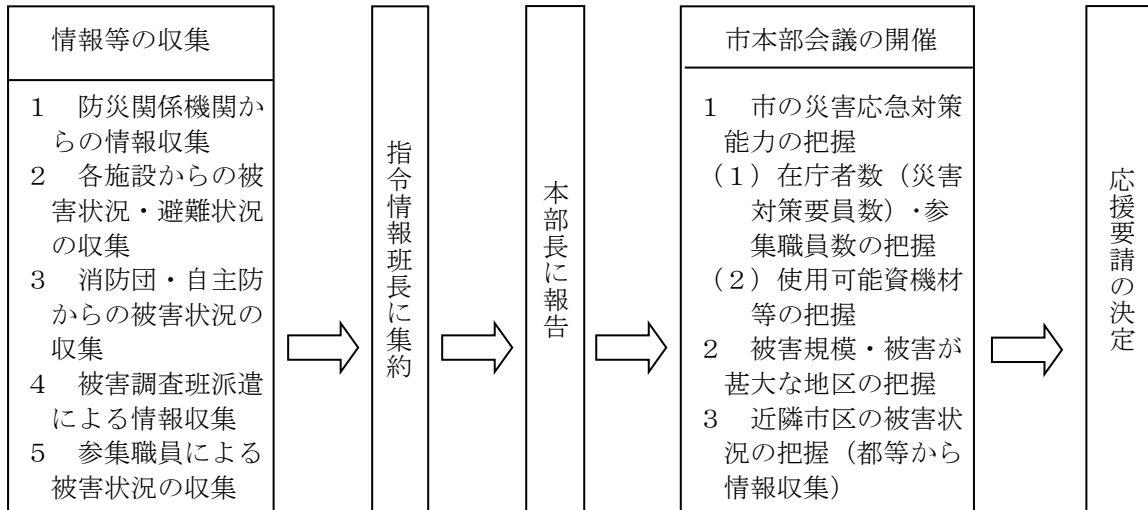 情報等の収集
1　防災関係機関か
らの情報収集
2　各施設からの被
害状況・避難状況
の収集
3　消防団・自主防
からの被害状況の
収集
4　被害調査班派遣
による情報収集
5　参集職員による
被害状況の収集
指令情報班長に集約
本部長に報告
市本部会議の開催
1　市の災害応急対策
能力の把握
（1）在庁者数（災害
対策要員数）・参
集職員数の把握
（2）使用可能資機材
等の把握
2　被害規模・被害が
甚大な地区の把握
3　近隣市区の被害状
況の把握（都等から
情報収集）
応援要請の決定